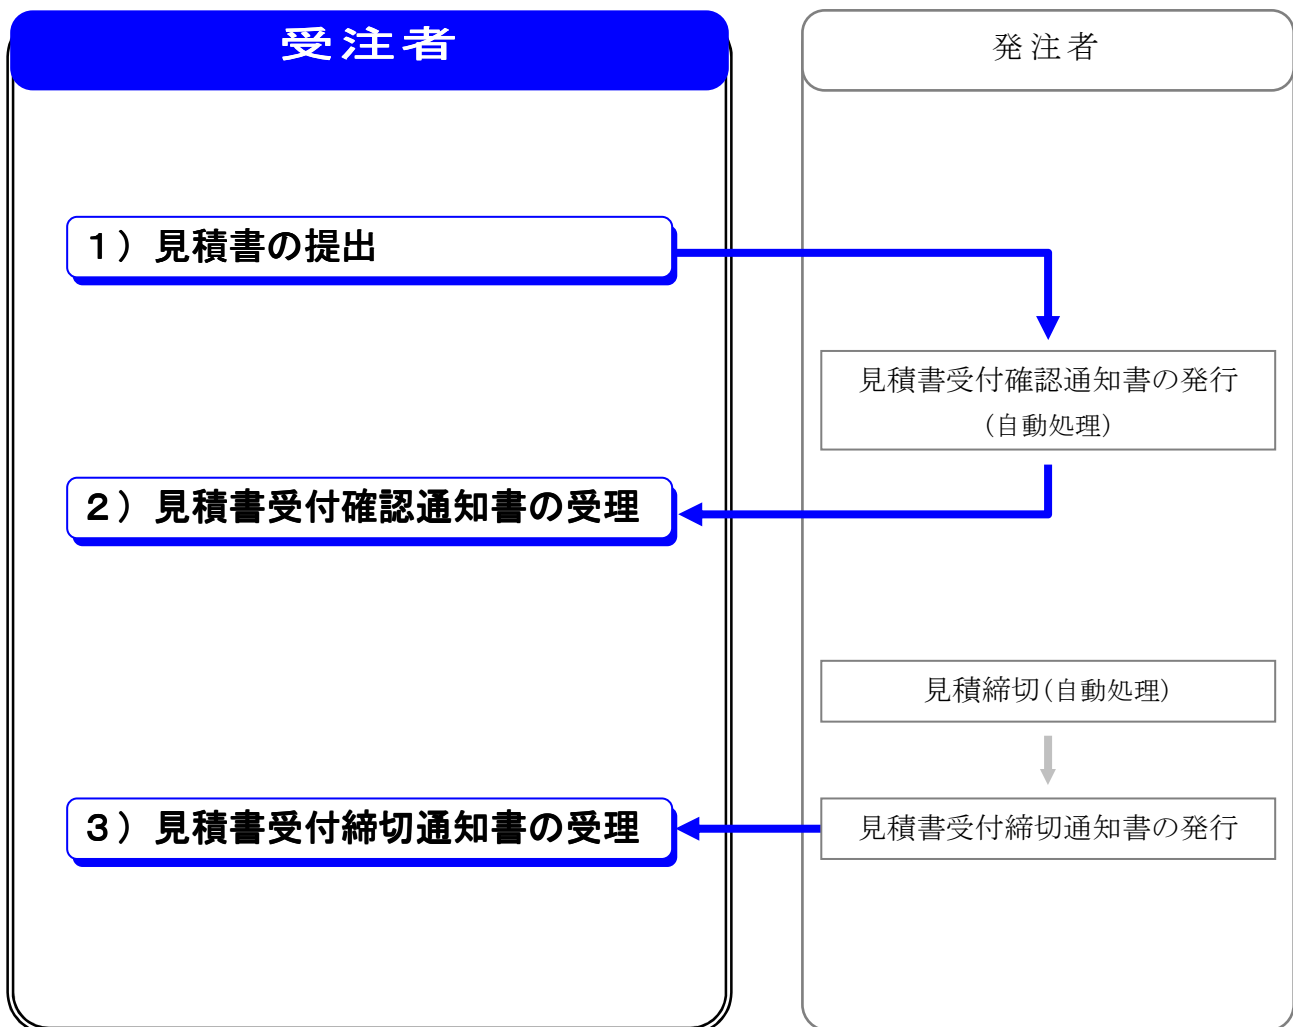 受注者
発注者
１）見積書の提出
見積書受付確認通知書の発行
（自動処理）
２）見積書受付確認通知書の受理
見積締切（自動処理）
３）見積書受付締切通知書の受理
見積書受付締切通知書の発行